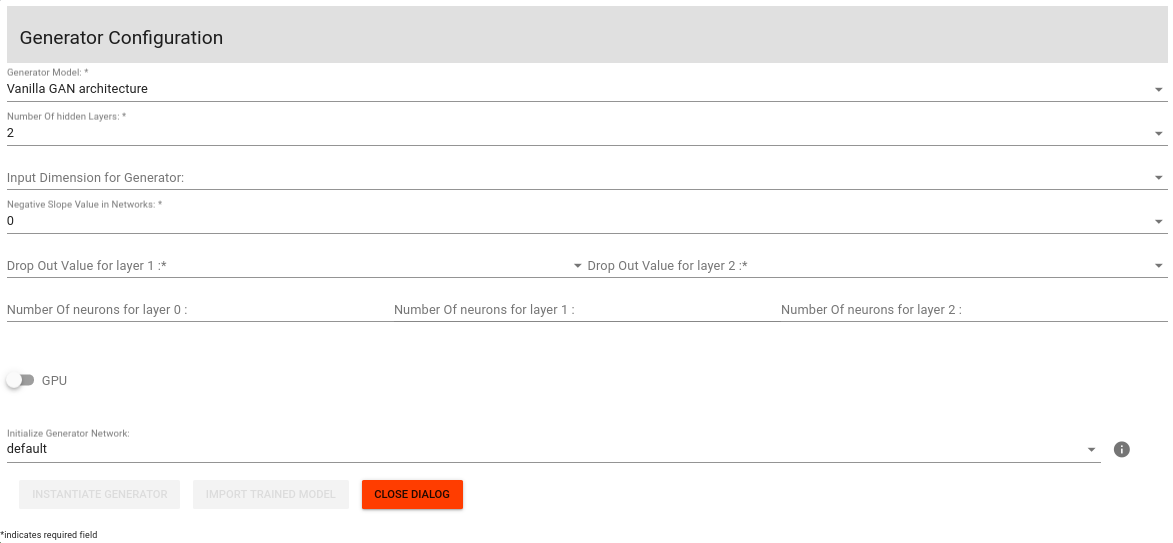 Generator Configuration
Generator Model: *
Vanilla GAN architecture
Number Of hidden Layers: *
2
Input Dimension for Generator:
Negative Slope Value in Networks: *
0
Drop Out Value for layer 1 :* Drop Out Value for layer 2 :*
Number Of neurons for layer 0 : Number Of neurons for layer 1 : Number Of neurons for layer 2 :
GPU
Initialize Generator Network:
default
INSTANTIATE GENERATOR IMPORT TRAINED MODEL CLOSE DIALOG
*indicates required field